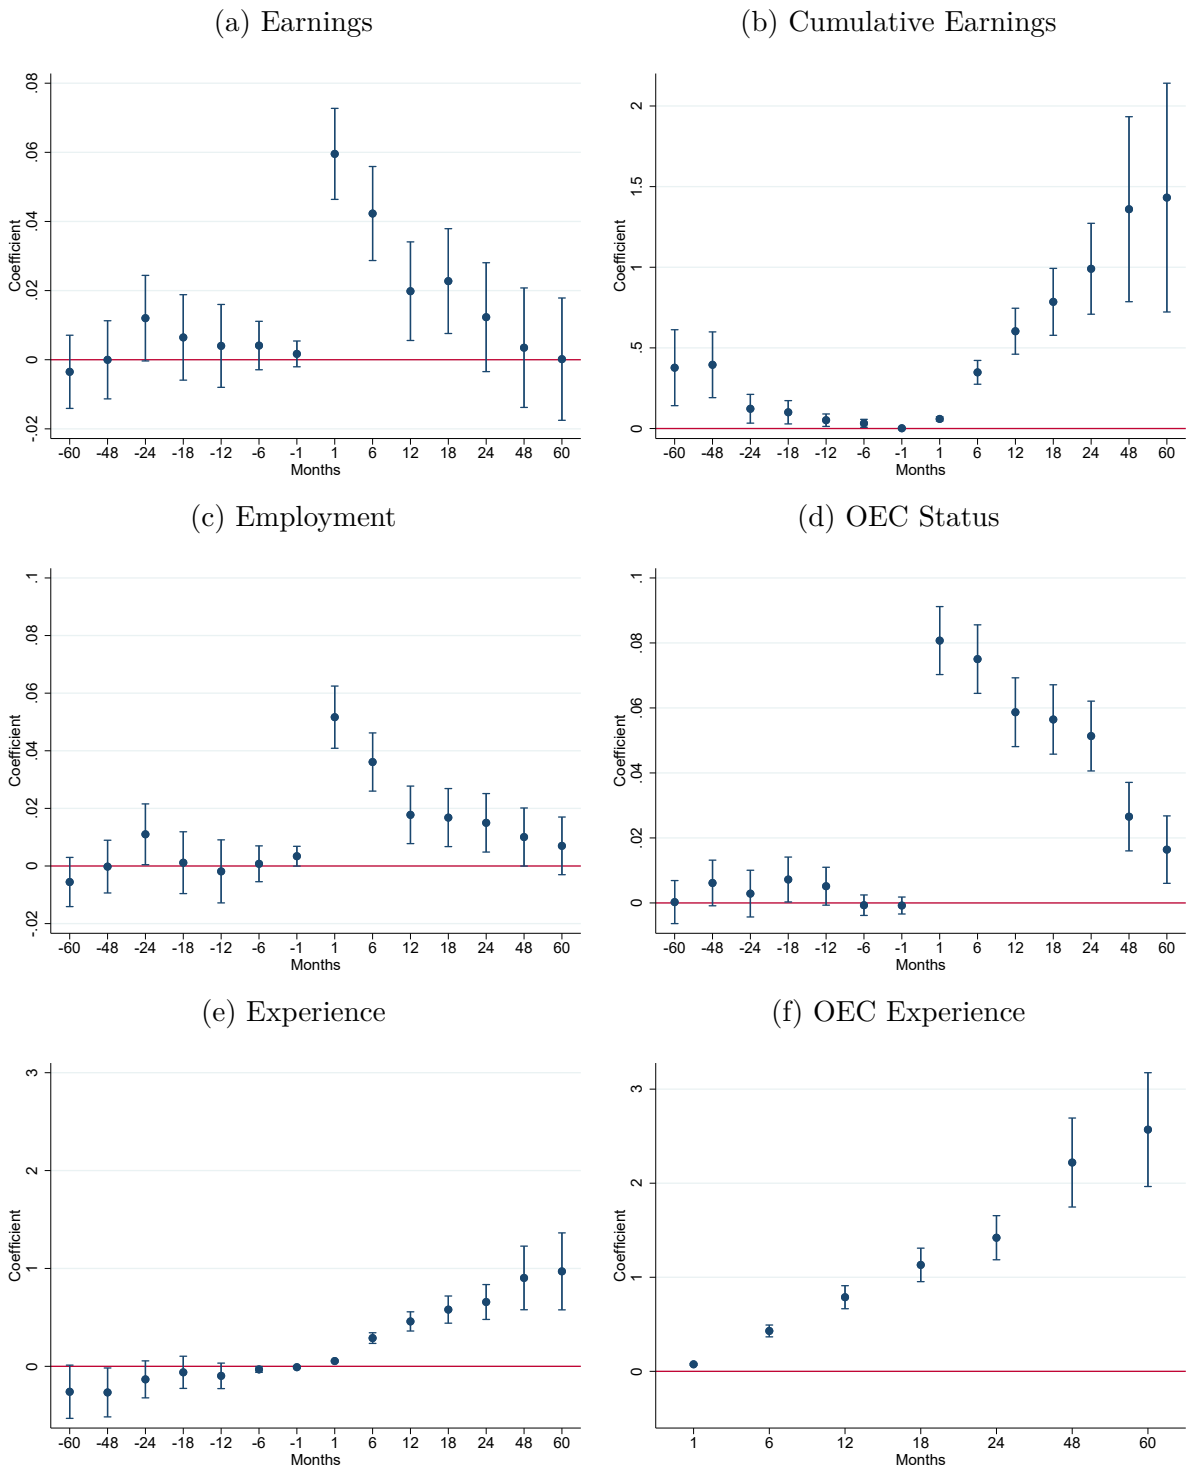 (a) Earnings
(b) Cumulative Earnings
Coefficient
.08
.06
.04
.02
0
-.02
-60 -48 -24 -18 -12 -6 -1 1 6 12 18 24 48 60
Months
Coefficient
2
1.5
1
.5
0
-60 -48 -24 -18 -12 -6 -1 1 6 12 18 24 48 60
Months
(c) Employment
(d) OEC Status
Coefficient
.1
.08
.06
.04
.02
0
-.02
-60 -48 -24 -18 -12 -6 -1 1 6 12 18 24 48 60
Months
Coefficient
.1
.08
.06
.04
.02
0
-60 -48 -24 -18 -12 -6 -1 1 6 12 18 24 48 60
Months
(e) Experience
(f) OEC Experience
Coefficient
3
2
1
0
-60 -48 -24 -18 -12 -6 -1 1 6 12 18 24 48 60
Months
Coefficient
3
2
1
0
1 6 12 18 24 48 60
Months